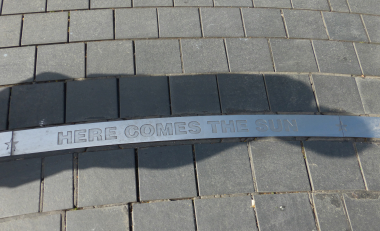 HERE COMES THE SUN